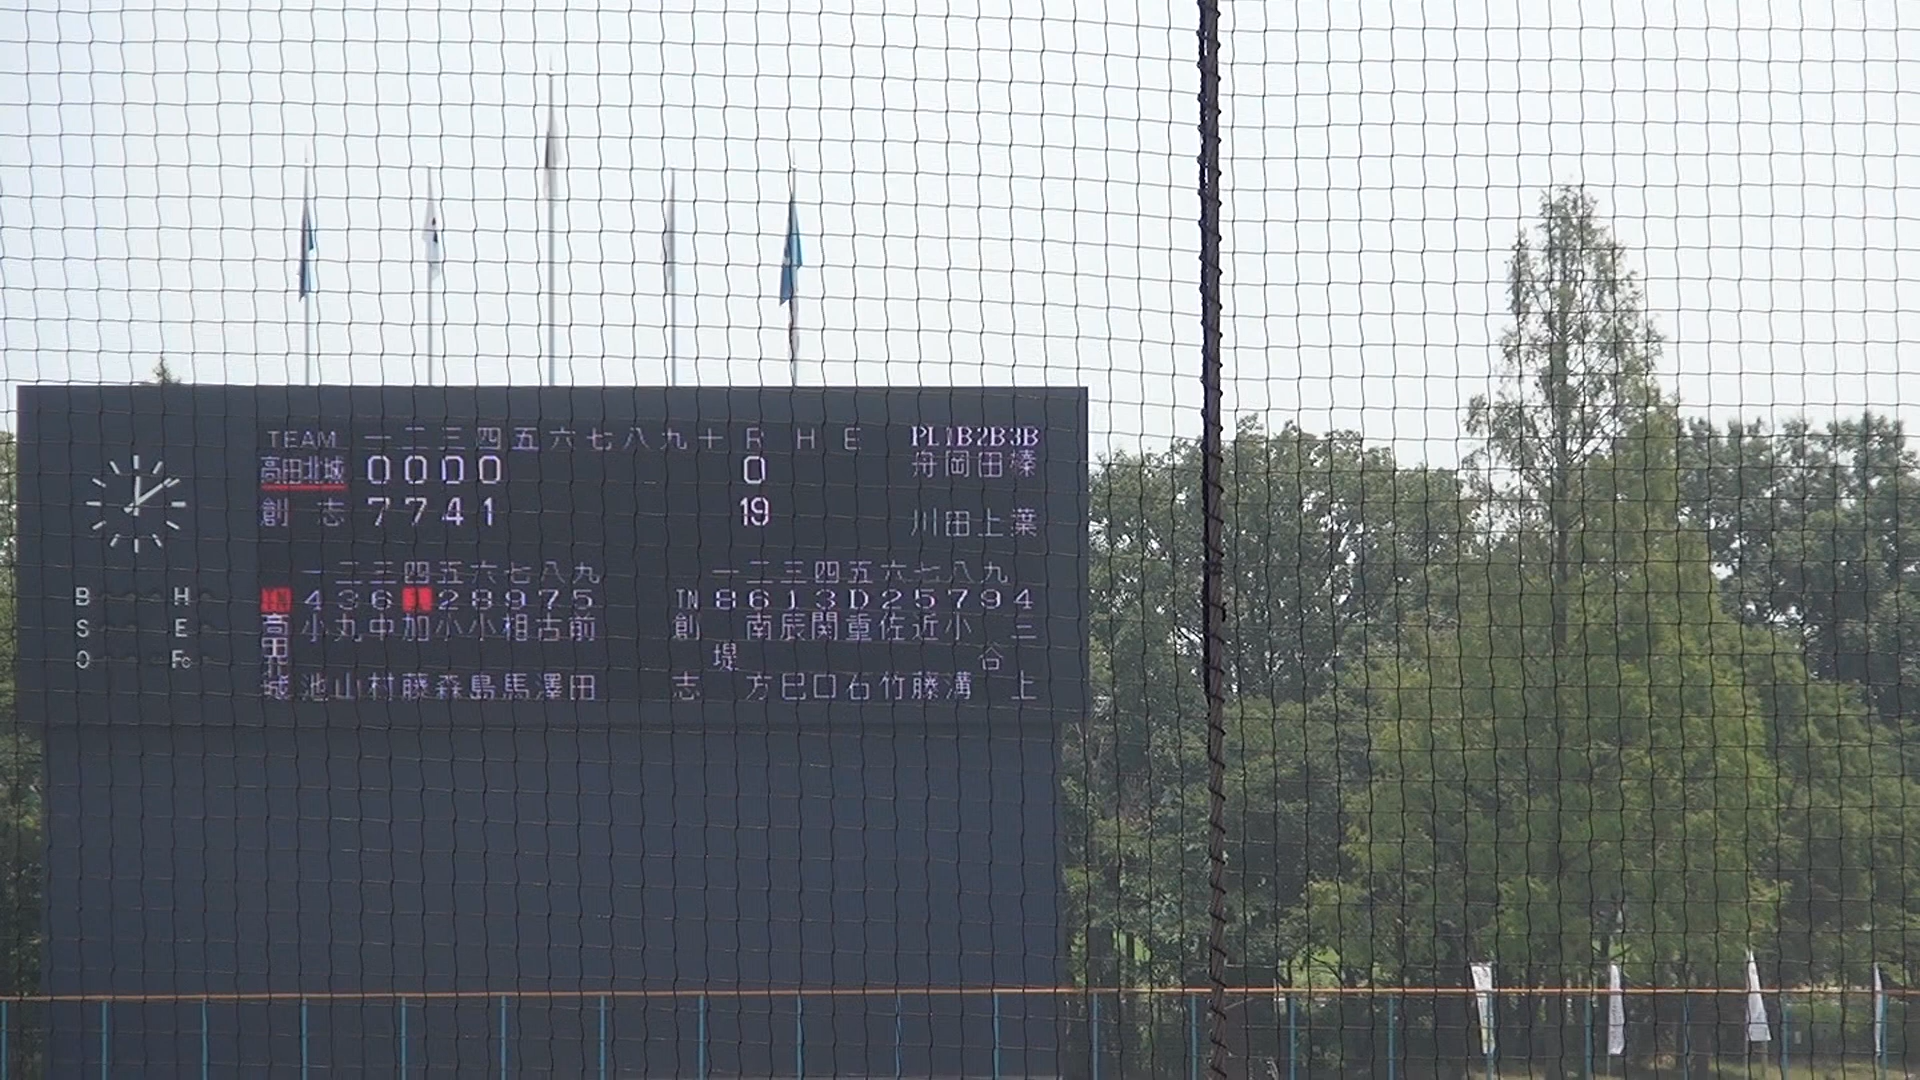 TEAM 一 二 三 四 五 六 七 八 九 十 R H E PL 1B 2B 3B
高田北城 0 0 0 0 0 舟 岡 田 榛
創 志 7 7 4 1 19 川 田 上 葉
一 二 三 四 五 六 七 八 九 一 二 三 四 五 六 七 八 九
B H IN 4 3 6 1 2 8 9 7 5 IN 8 6 1 3 D 2 5 7 9 4
S E 高 小 丸 中 加 小 小 相 古 前 創 南 辰 関 重 佐 近 小 三
O Fc 田 北 堤 谷
城 池 山 村 藤 森 島 馬 澤 田 志 方 巳 口 石 竹 藤 溝 上